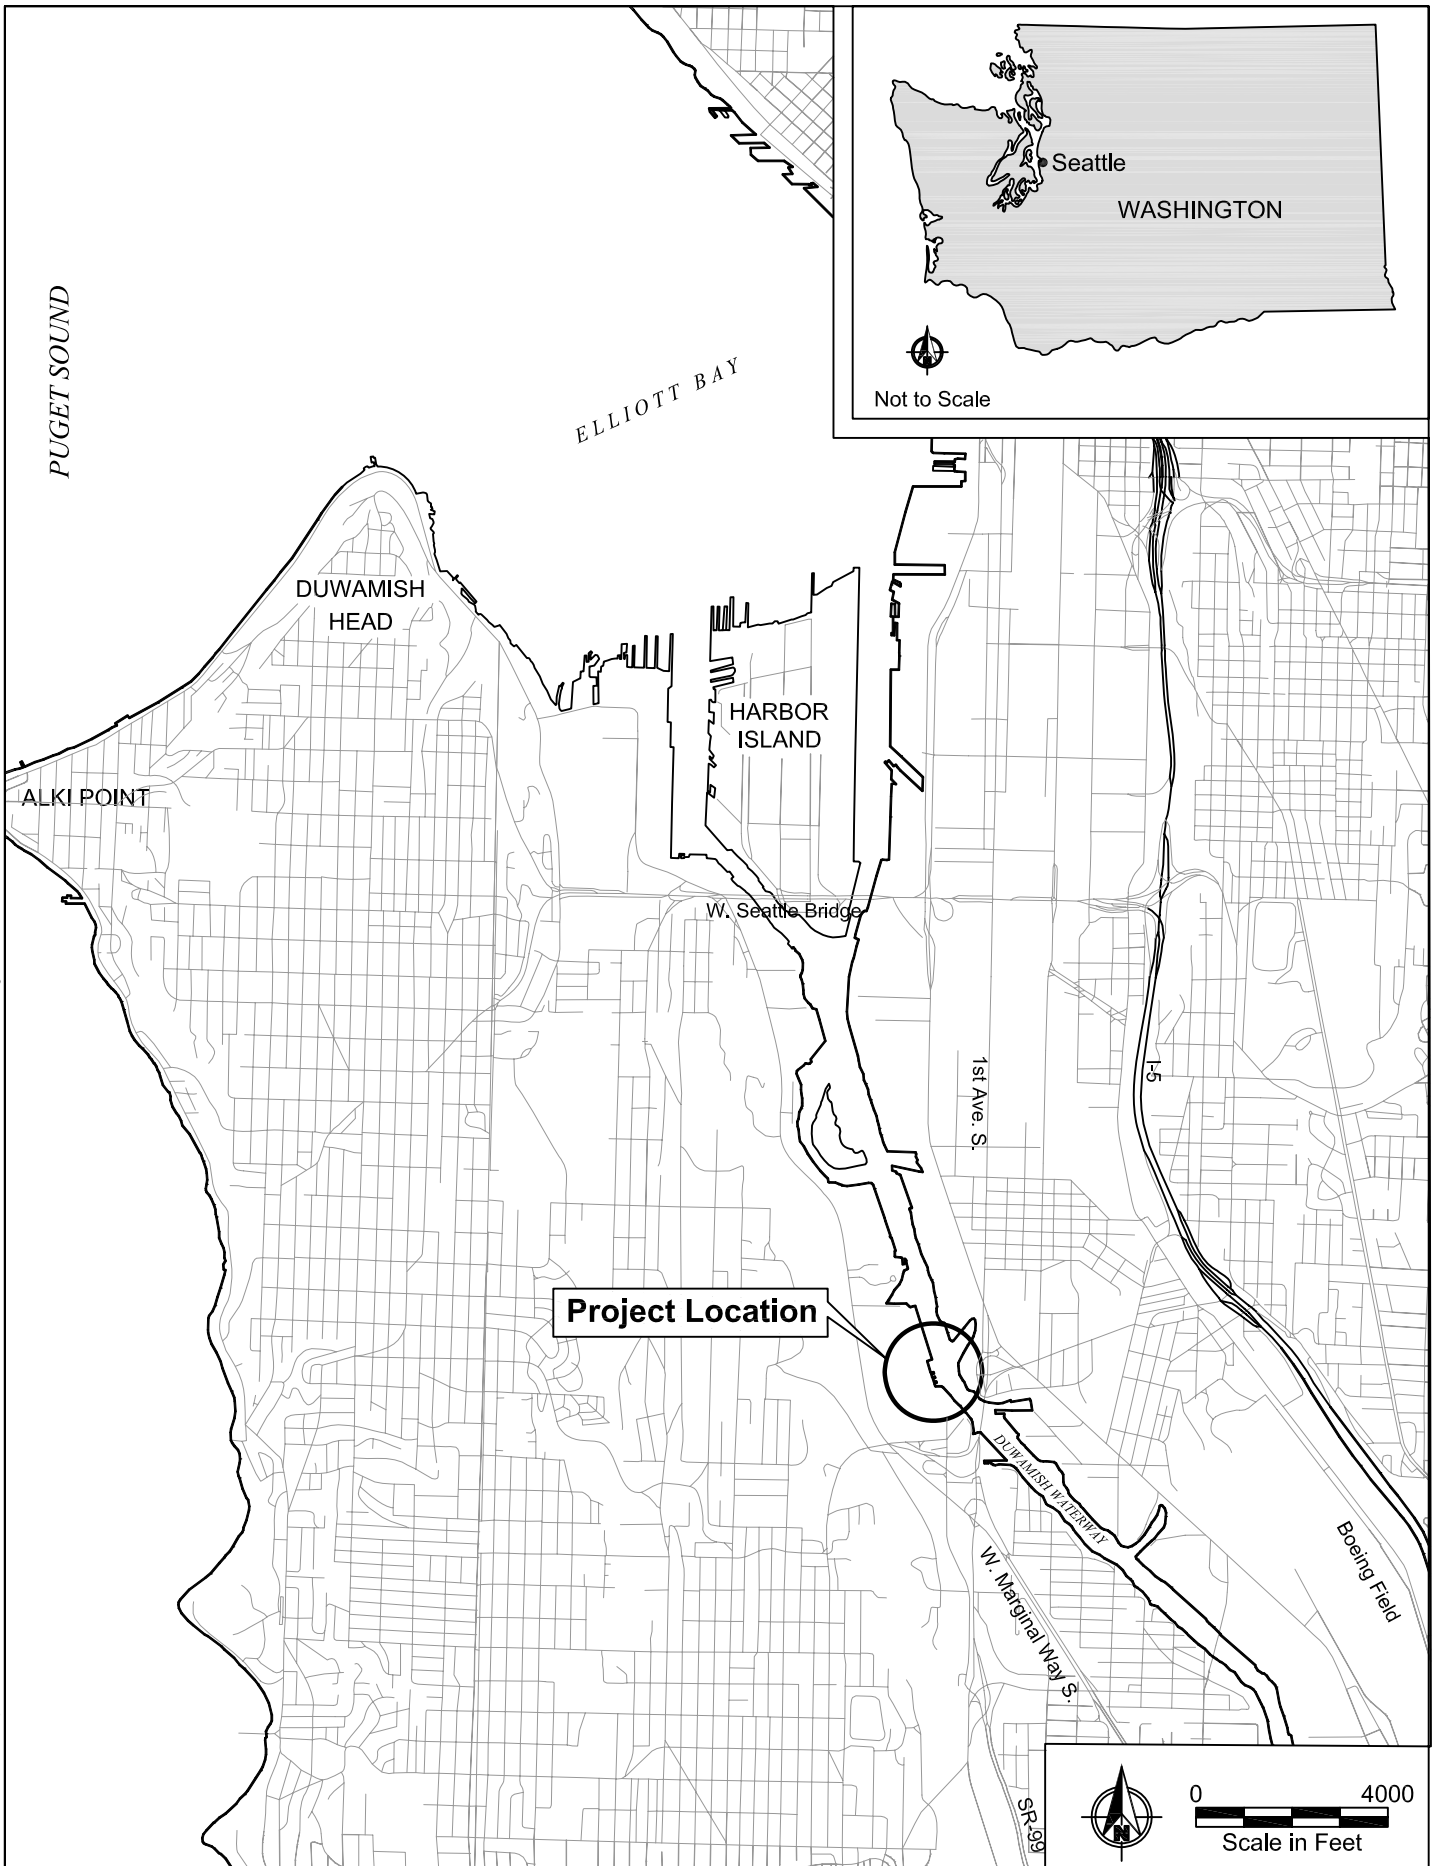 Seattle
WASHINGTON
N
Not to Scale
PUGET SOUND
ELLIOTT BAY
DUWAMISH
HEAD
HARBOR
ISLAND
ALKI POINT
W. Seattle Bridge
1st Ave. S.
I-5
Project Location
DUWAMISH WATERWAY
W. Marginal Way S.
Boeing Field
SR-99
N
0 4000
Scale in Feet